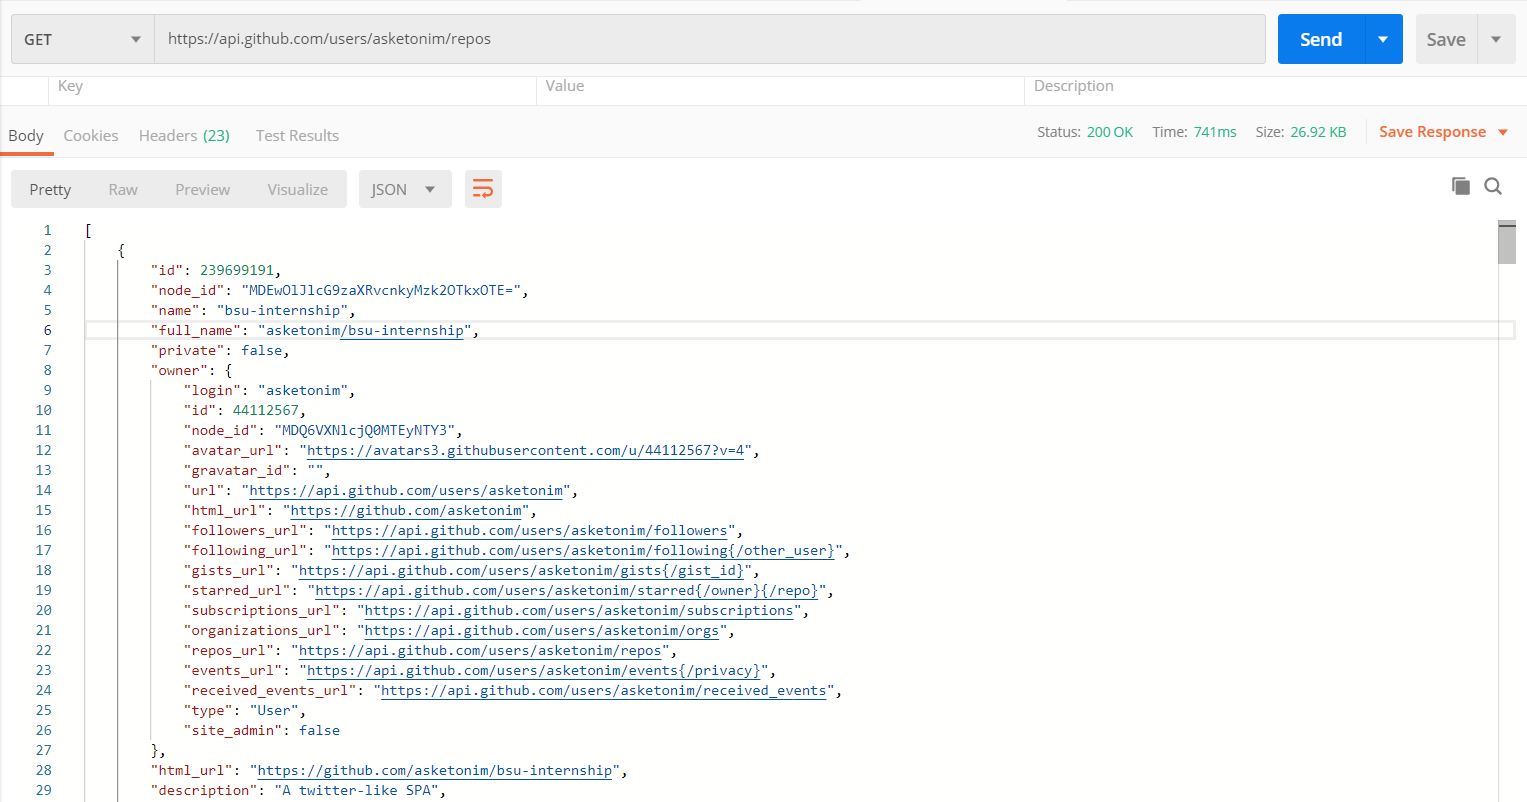 GET https://api.github.com/users/asketonim/repos Send Save
Key Value Description
Body Cookies Headers (23) Test Results Status: 200 OK Time: 741ms Size: 26.92 KB Save Response
Pretty Raw Preview Visualize JSON
1 [
2 {
3 "id": 239699191,
4 "node_id": "MDEwOlJlcG9zaXRvcnkyMzk2OTkxOTE=",
5 "name": "bsu-internship",
6 "full_name": "asketonim/bsu-internship",
7 "private": false,
8 "owner": {
9 "login": "asketonim",
10 "id": 44112567,
11 "node_id": "MDQ6VXNlcjQ0MTEyNTY3",
12 "avatar_url": "https://avatars3.githubusercontent.com/u/44112567?v=4",
13 "gravatar_id": "",
14 "url": "https://api.github.com/users/asketonim",
15 "html_url": "https://github.com/asketonim",
16 "followers_url": "https://api.github.com/users/asketonim/followers",
17 "following_url": "https://api.github.com/users/asketonim/following{/other_user}",
18 "gists_url": "https://api.github.com/users/asketonim/gists{/gist_id}",
19 "starred_url": "https://api.github.com/users/asketonim/starred{/owner}{/repo}",
20 "subscriptions_url": "https://api.github.com/users/asketonim/subscriptions",
21 "organizations_url": "https://api.github.com/users/asketonim/orgs",
22 "repos_url": "https://api.github.com/users/asketonim/repos",
23 "events_url": "https://api.github.com/users/asketonim/events{/privacy}",
24 "received_events_url": "https://api.github.com/users/asketonim/received_events",
25 "type": "User",
26 "site_admin": false
27 },
28 "html_url": "https://github.com/asketonim/bsu-internship",
29 "description": "A twitter-like SPA",